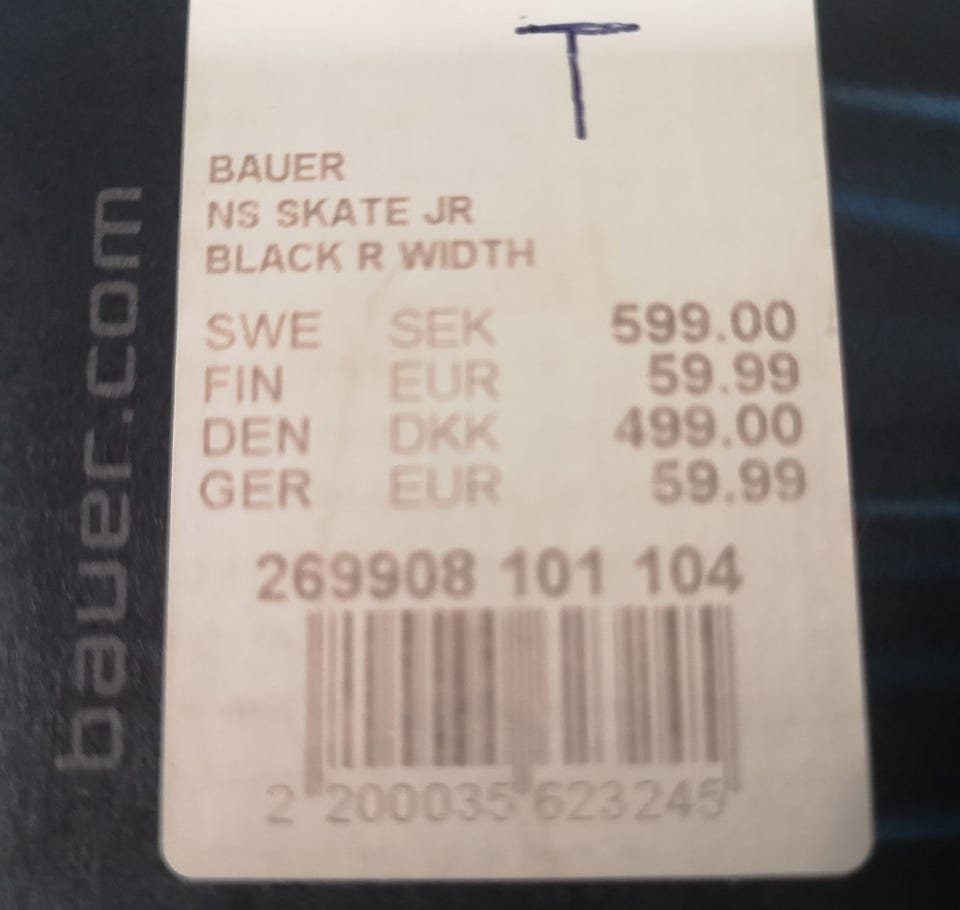 T
BAUER
NS SKATE JR
BLACK R WIDTH
SWE SEK 599.00
FIN EUR 59.99
DEN DKK 499.00
GER EUR 59.99
269908 101 104
2 200035 623245
bauer.com